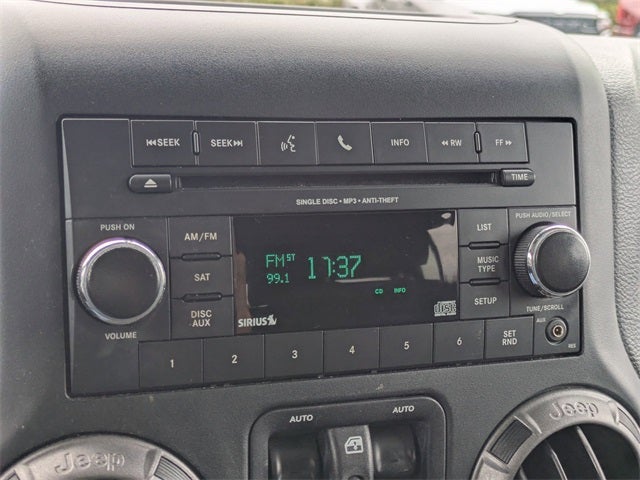 SEEK
SEEK
INFO
RW
FF
TIME
SINGLE DISC • MP3 • ANTI-THEFT
PUSH ON
VOLUME
AM/FM
SAT
DISC
AUX
FM ST
99.1
17:37
CD INFO
SIRIUS
LIST
MUSIC
TYPE
SETUP
PUSH AUDIO/SELECT
TUNE/SCROLL
AUX
1
2
3
4
5
6
SET
RND
AUTO
AUTO
Jeep
Jeep